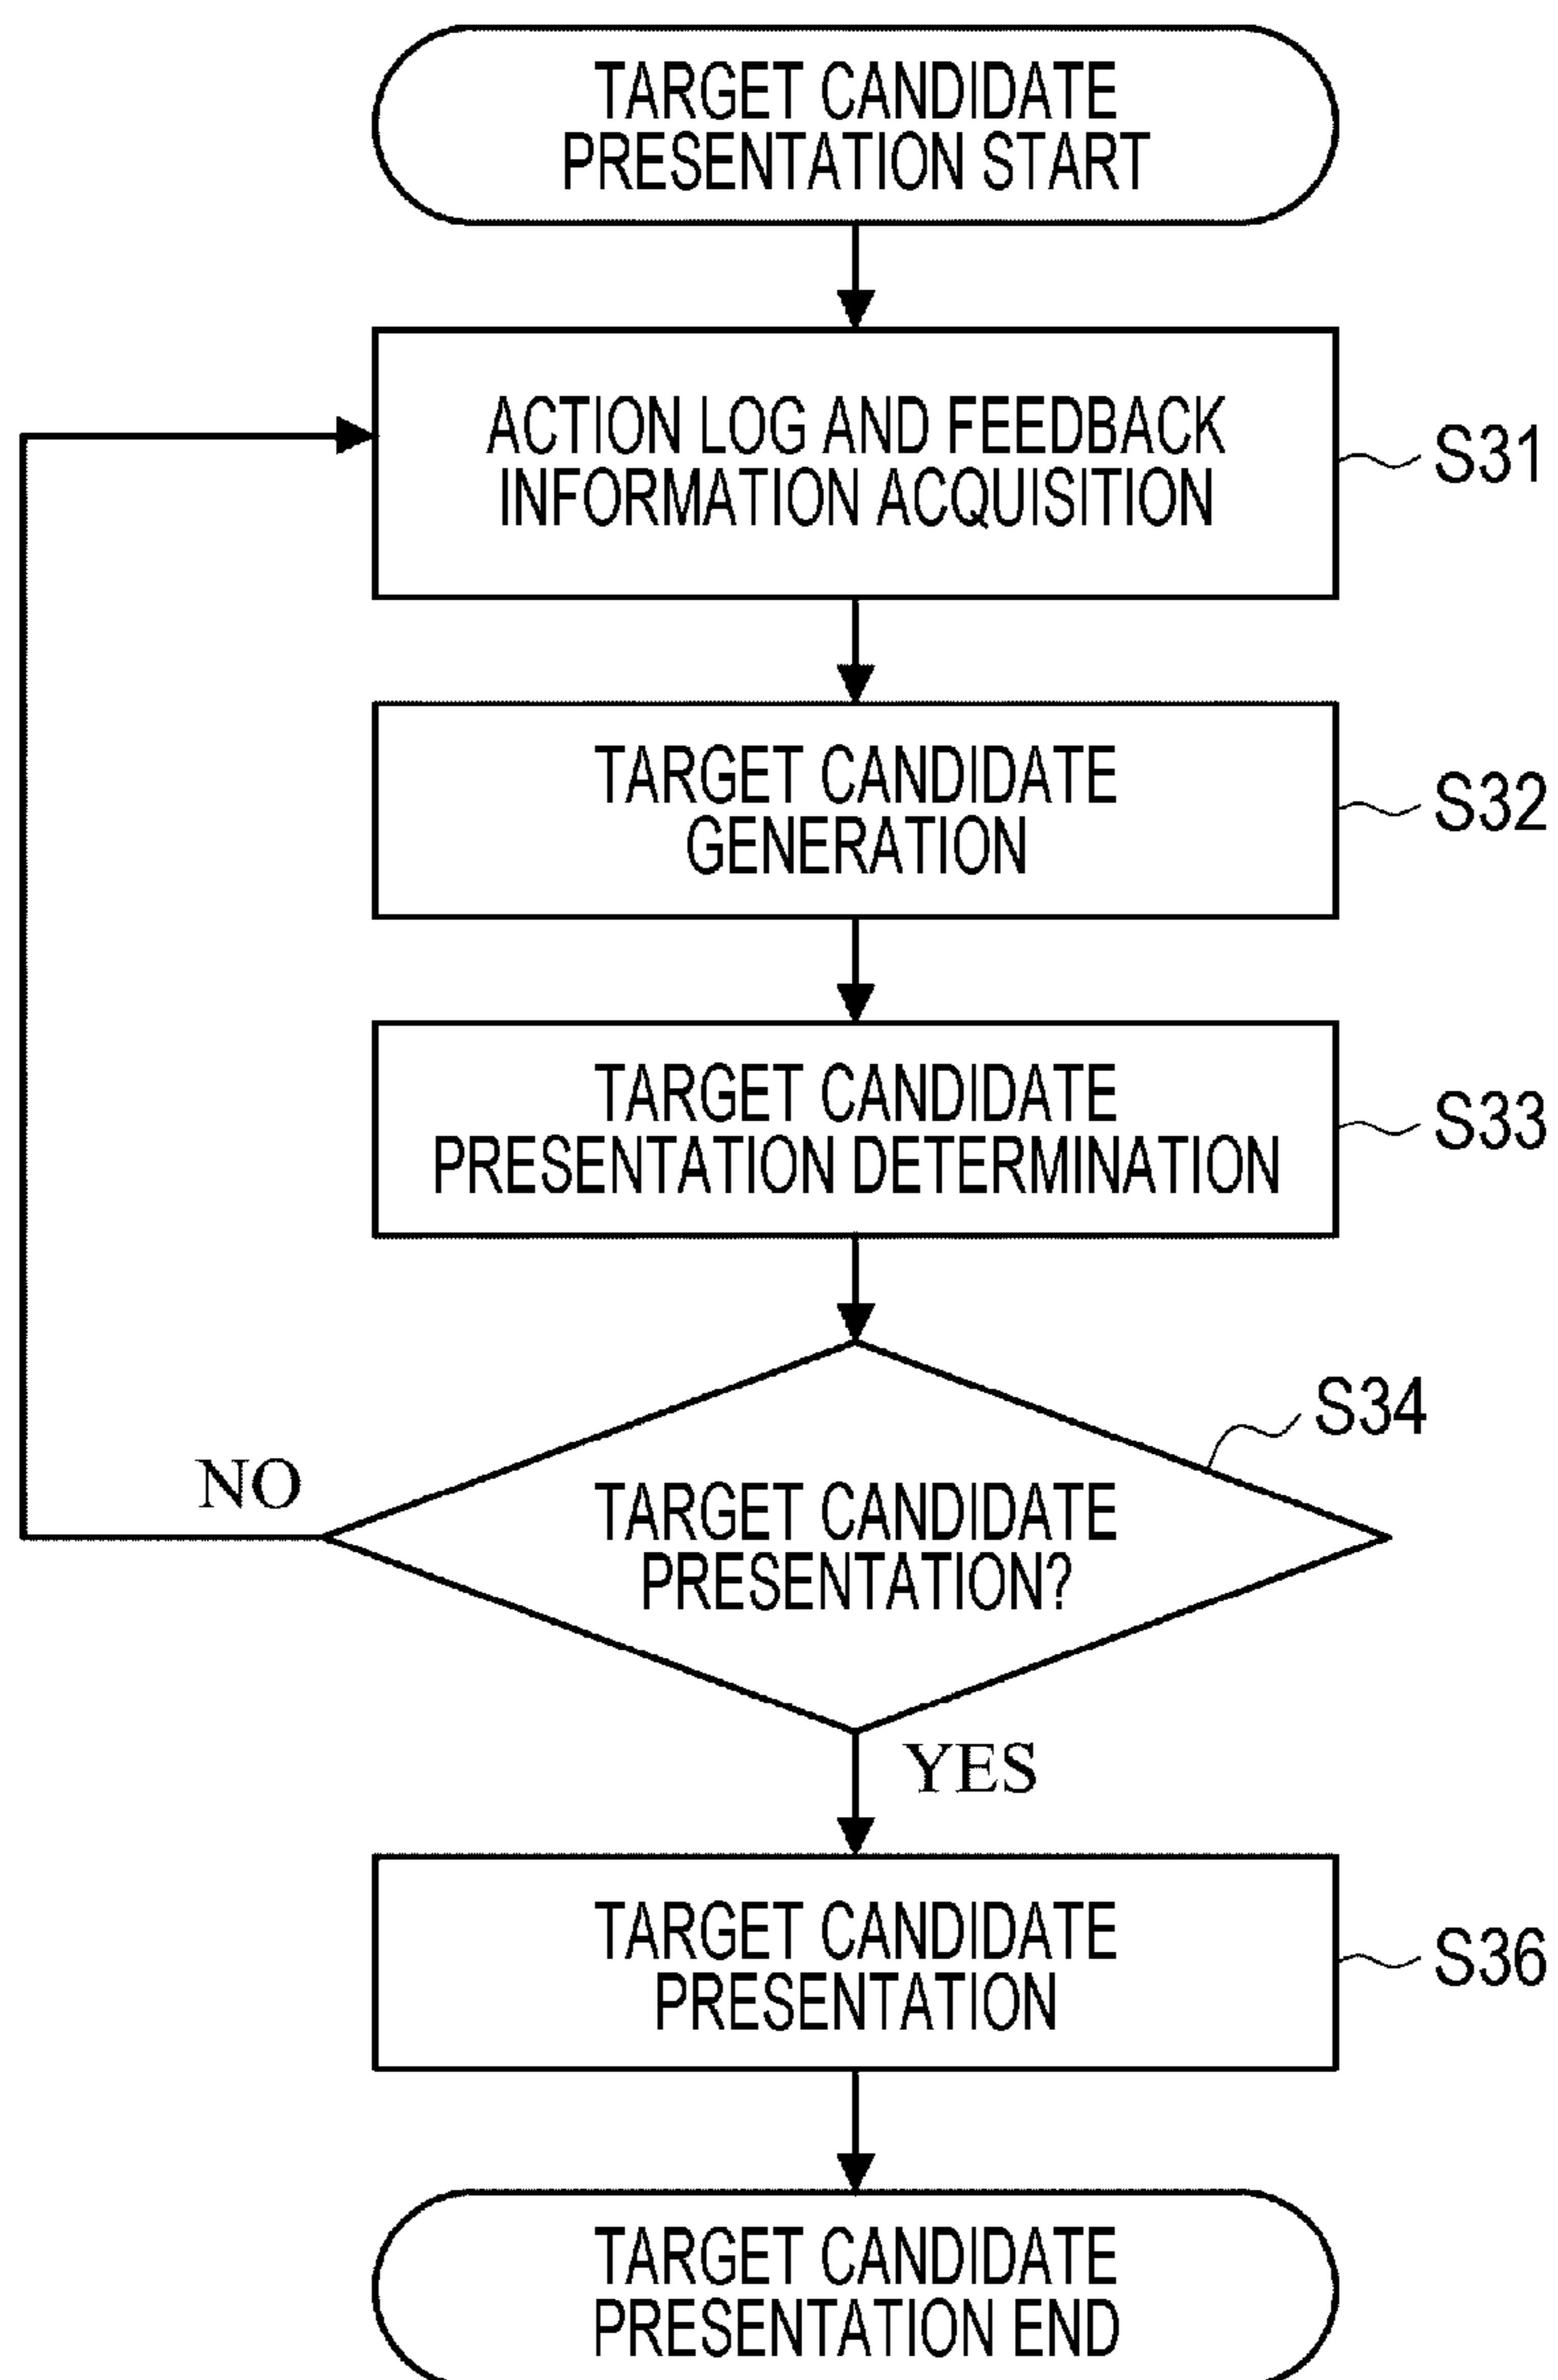 TARGET CANDIDATE
PRESENTATION START
ACTION LOG AND FEEDBACK
INFORMATION ACQUISITION
S31
TARGET CANDIDATE
GENERATION
S32
TARGET CANDIDATE
PRESENTATION DETERMINATION
S33
S34
NO
TARGET CANDIDATE
PRESENTATION?
YES
TARGET CANDIDATE
PRESENTATION
S36
TARGET CANDIDATE
PRESENTATION END